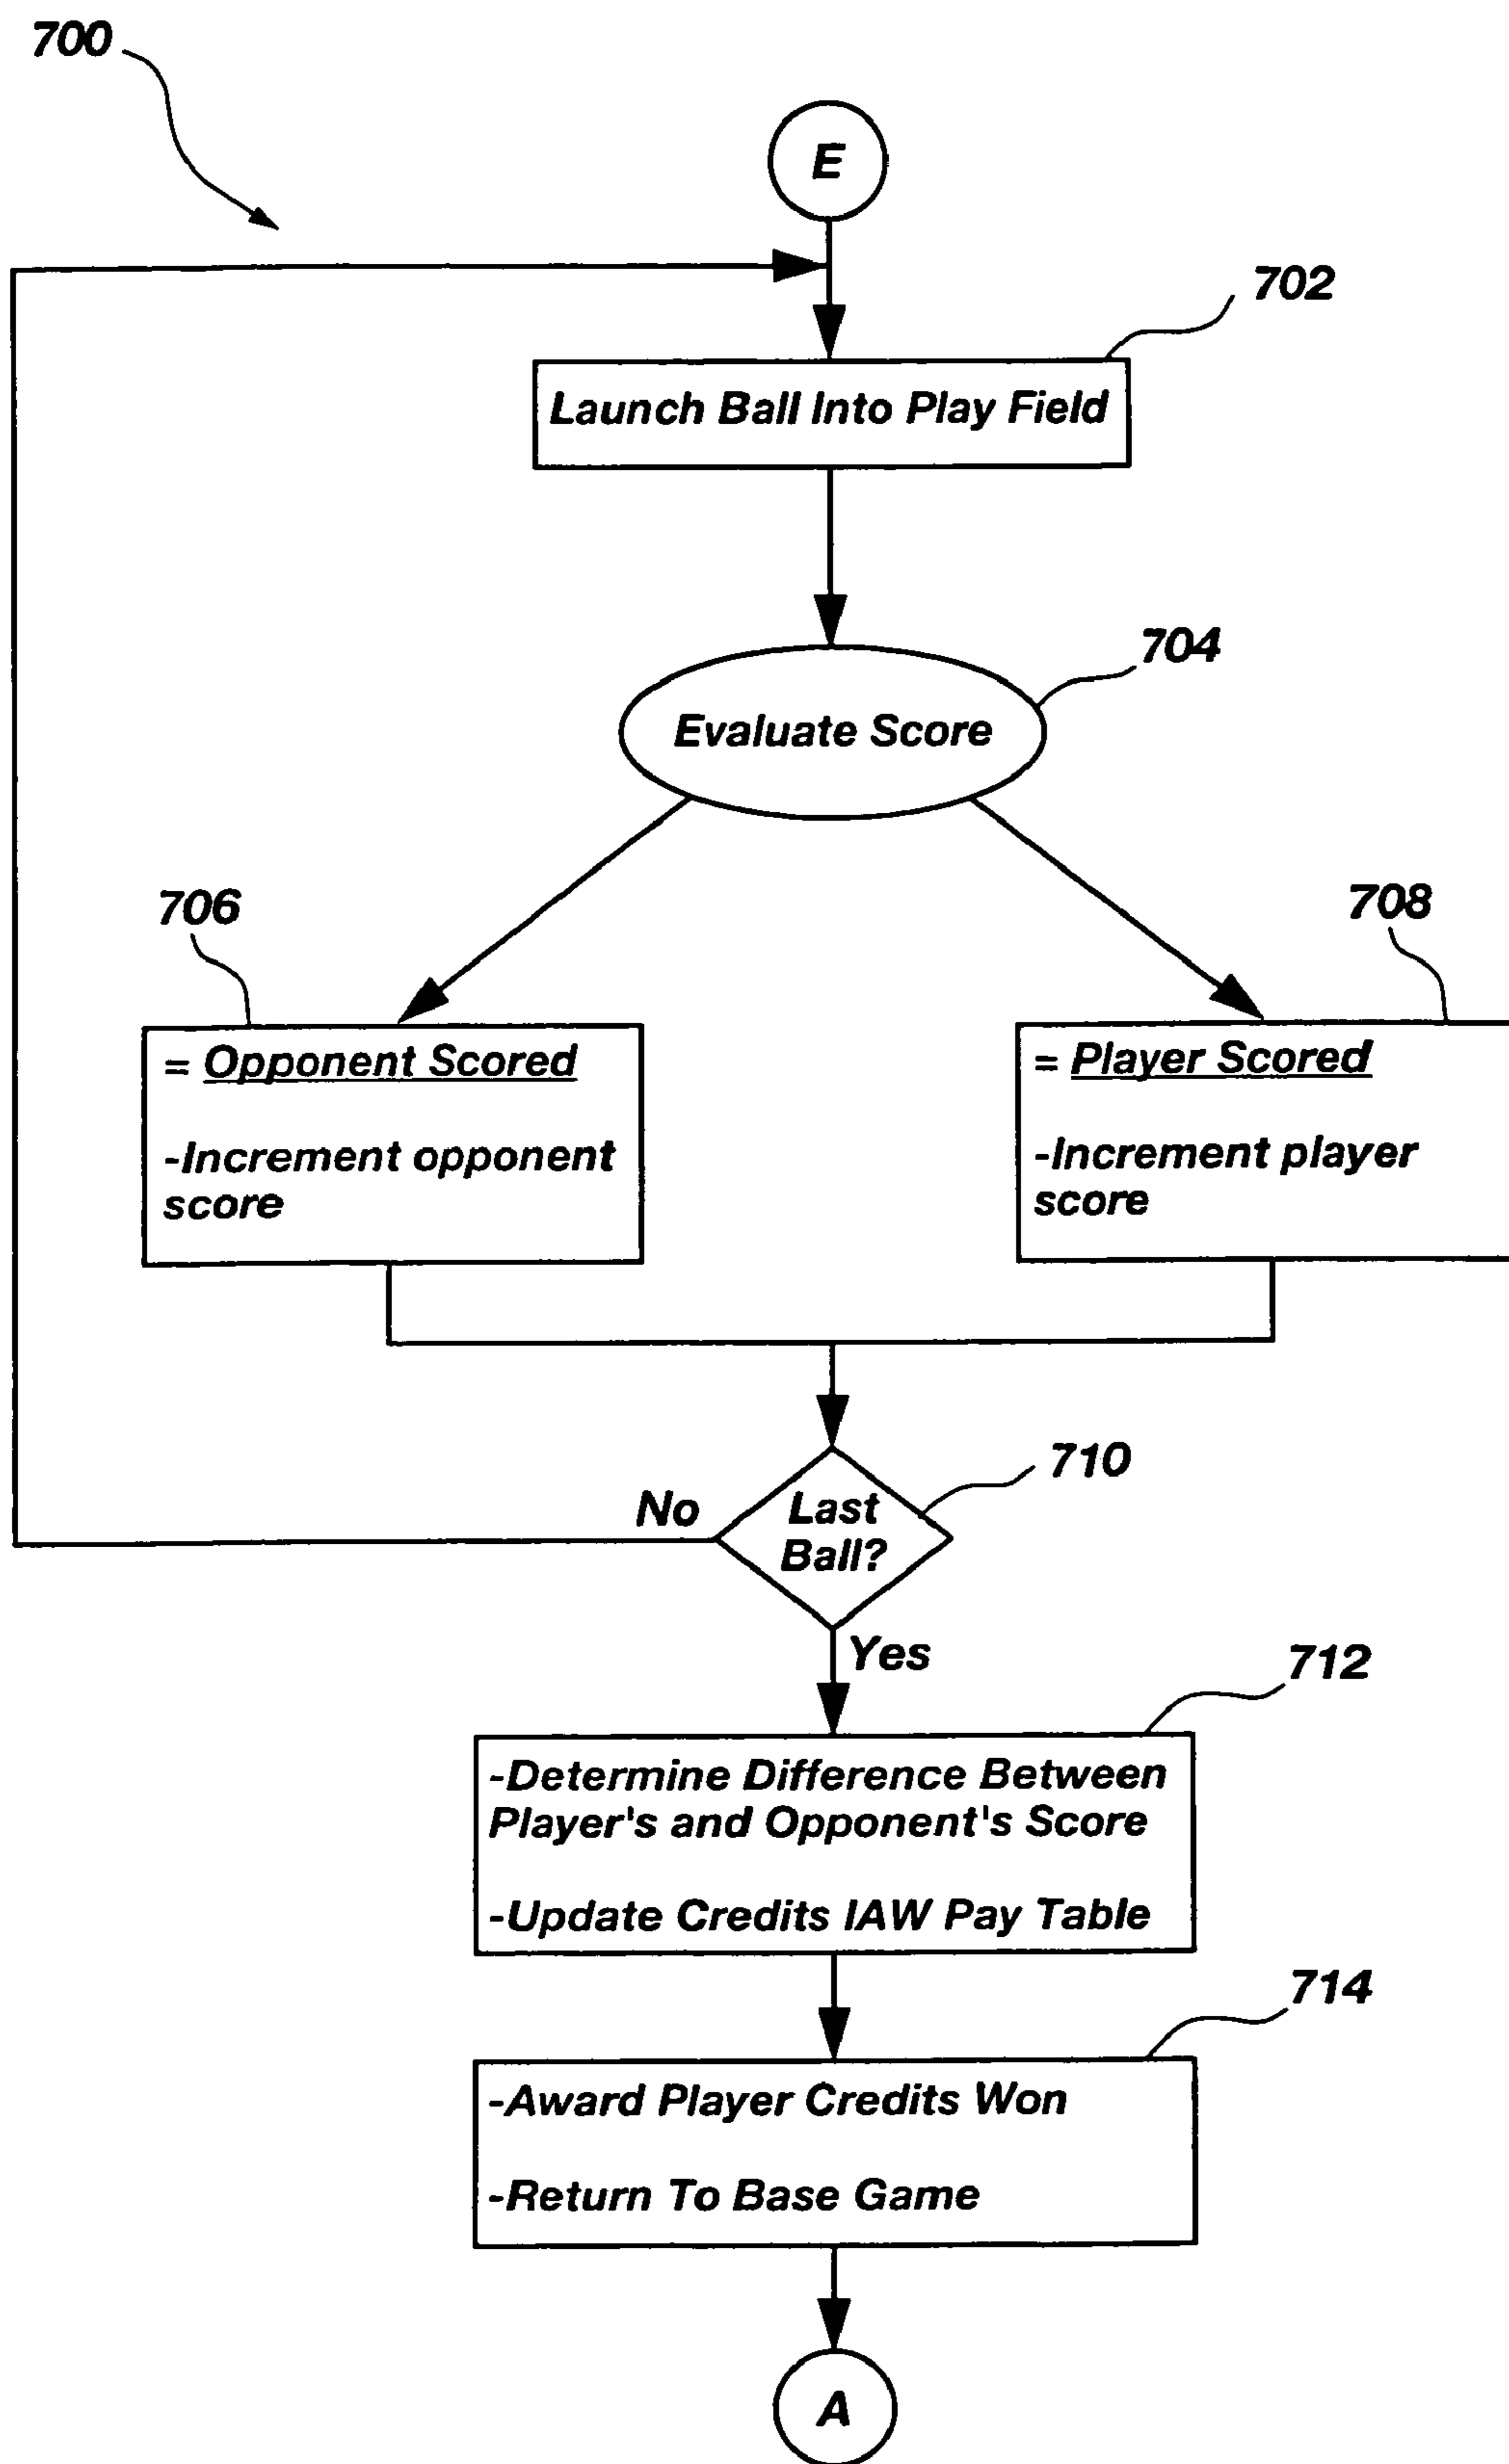 700
E
702
Launch Ball Into Play Field
704
Evaluate Score
706
708
= Opponent Scored
-Increment opponent
score
= Player Scored
-Increment player
score
710
No
Last
Ball?
Yes
712
-Determine Difference Between
Player's and Opponent's Score
-Update Credits IAW Pay Table
714
-Award Player Credits Won
-Return To Base Game
A